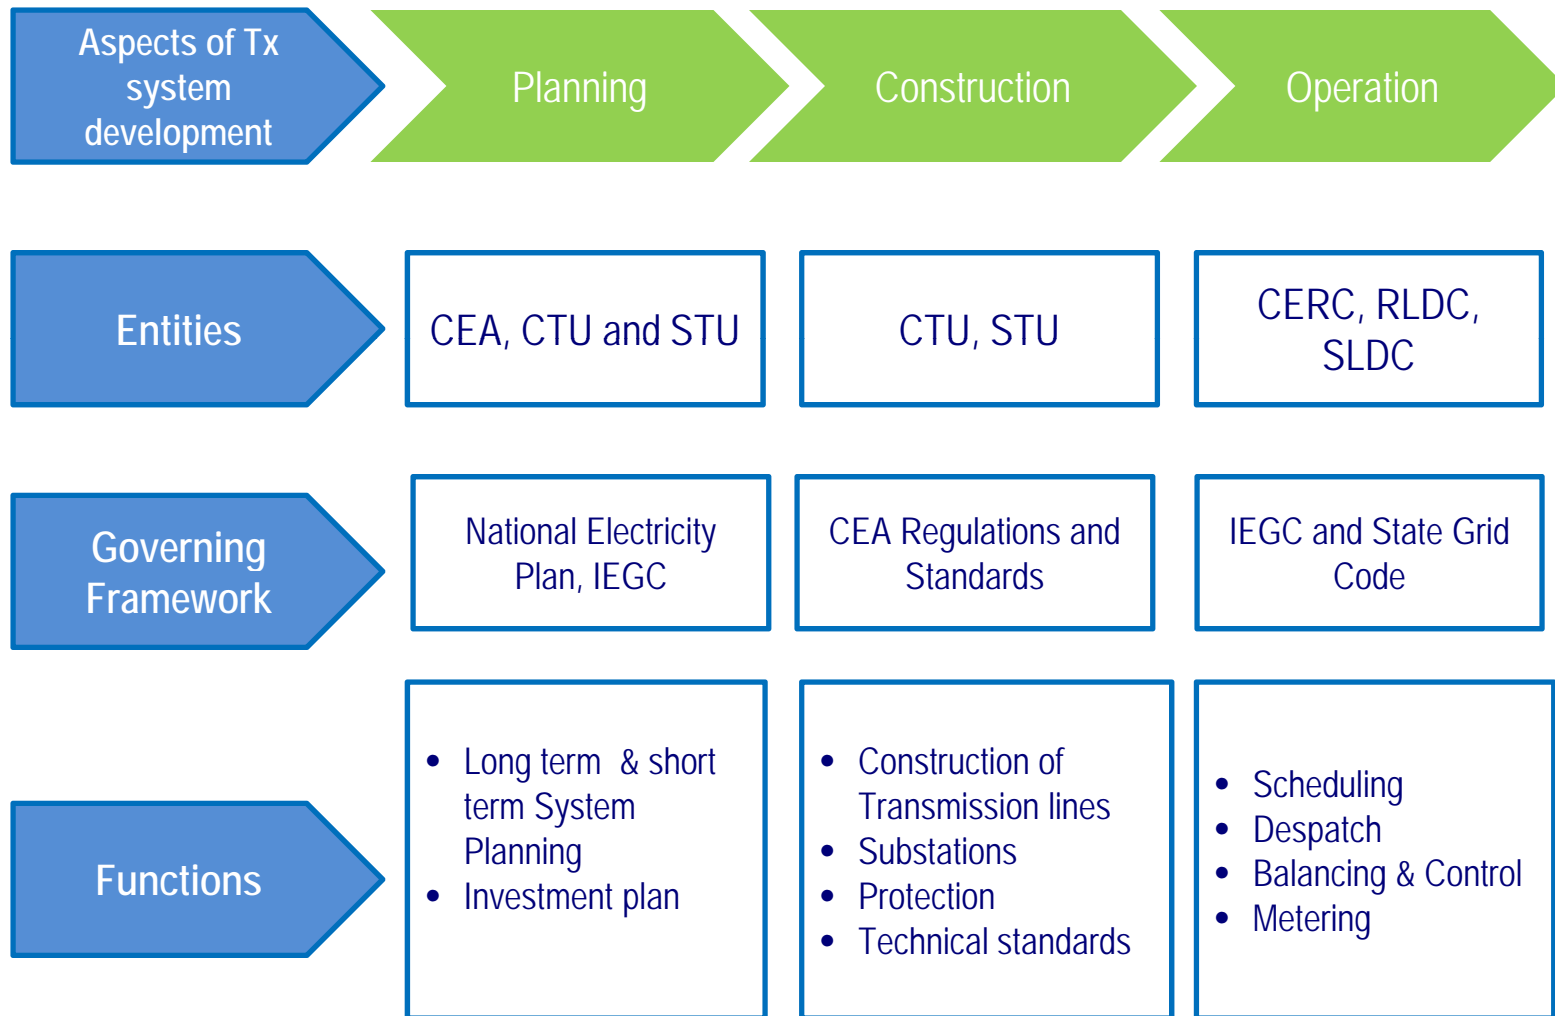 Aspects of Tx
system
development
Planning
Construction
Operation
Entities
CEA, CTU and STU
CTU, STU
CERC, RLDC,
SLDC
Governing
Framework
National Electricity
Plan, IEGC
CEA Regulations and
Standards
IEGC and State Grid
Code
Functions
• Long term & short
term System
Planning
• Investment plan
• Construction of
Transmission lines
• Substations
• Protection
• Technical standards
• Scheduling
• Despatch
• Balancing & Control
• Metering